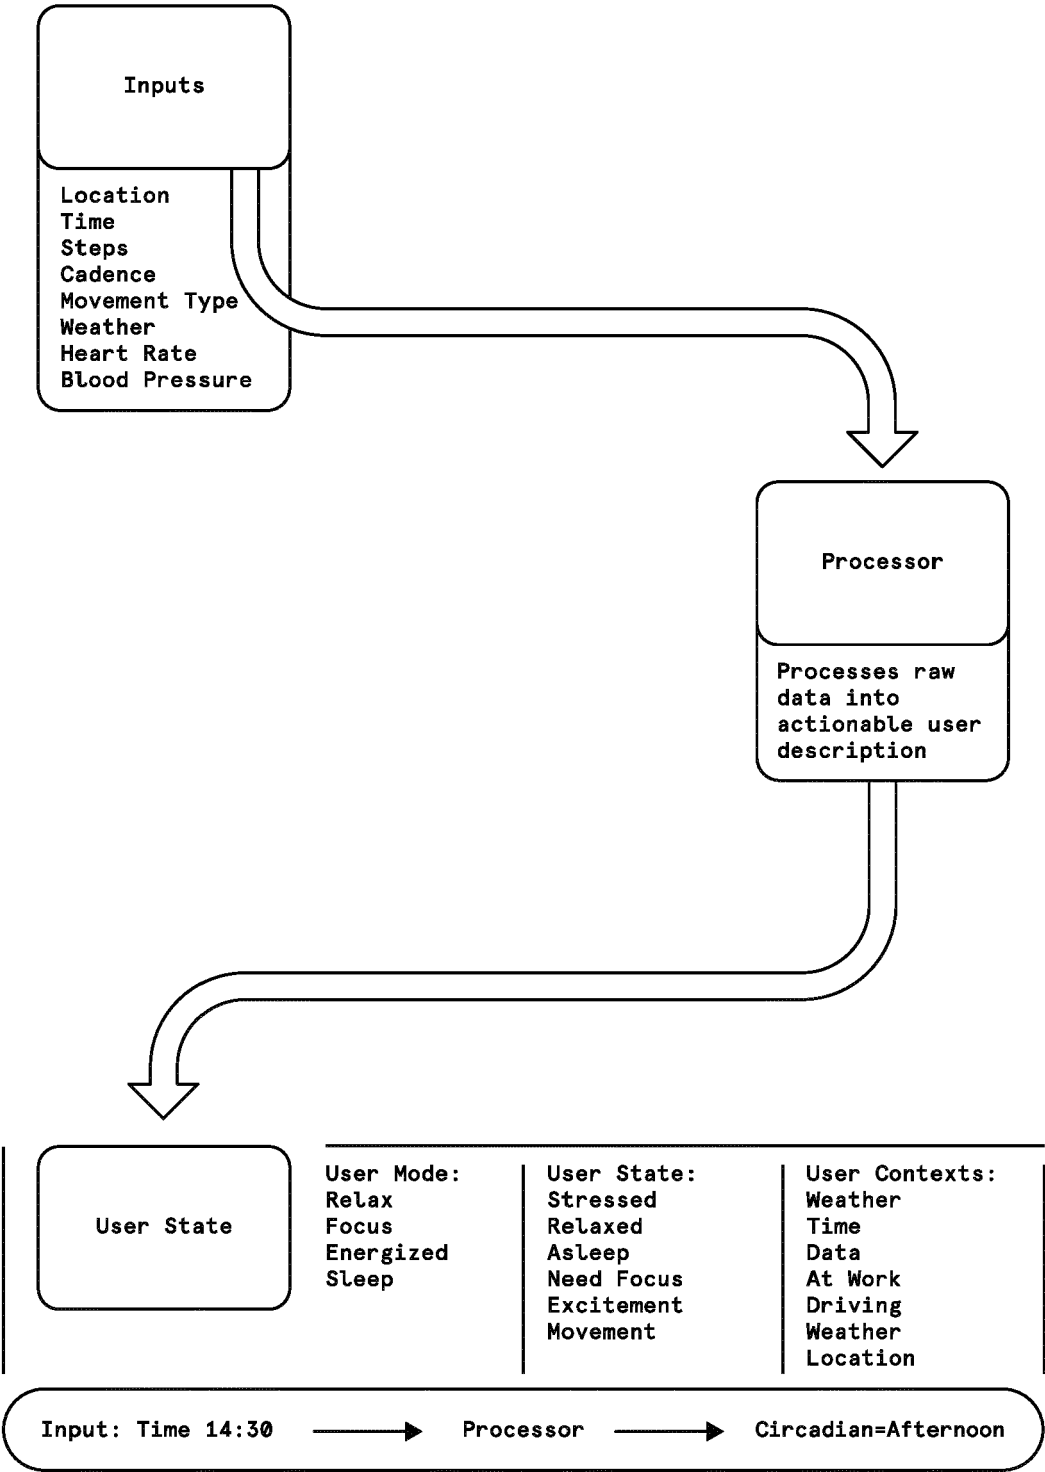 Inputs
Location
Time
Steps
Cadence
Movement Type
Weather
Heart Rate
Blood Pressure
Processor
Processes raw
data into
actionable user
description
User State
User Mode:
Relax
Focus
Energized
Sleep
User State:
Stressed
Relaxed
Asleep
Need Focus
Excitement
Movement
User Contexts:
Weather
Time
Data
At Work
Driving
Weather
Location
Input: Time 14:30 Processor Circadian=Afternoon